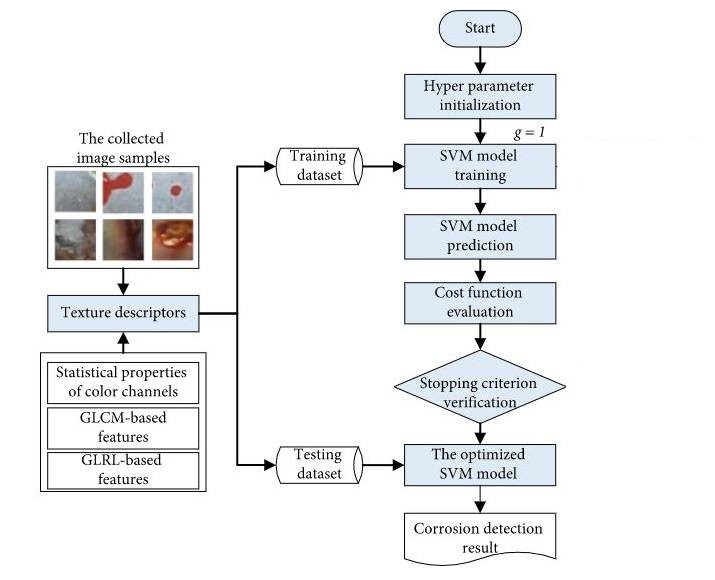 Start
Hyper parameter
initialization
g = 1
The collected
image samples
Training
dataset
SVM model
training
SVM model
prediction
Texture descriptors
Cost function
evaluation
Statistical properties
of color channels
GLCM-based
features
GLRL-based
features
Stopping criterion
verification
Testing
dataset
The optimized
SVM model
Corrosion detection
result